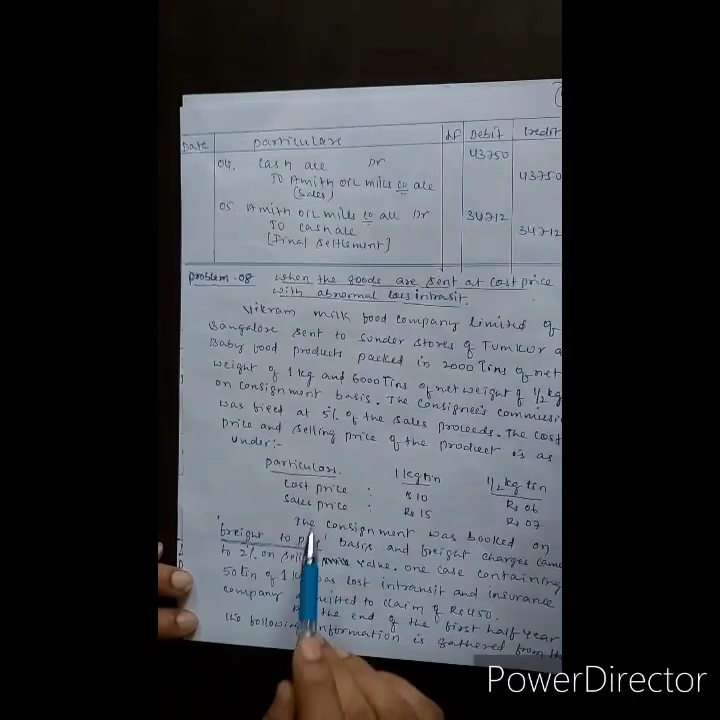 Date Particulars LF Debit Credit
04. Cash a/c Dr 43750
To Amith Oil mills co a/c 43750
(Sales)
05. Amith Oil mills co a/c Dr 34712
To cash a/c 34712
[Final Settlement]
Problem-08 when the goods are sent at Cost price
with abnormal loss intrasit.
Vikram milk food company Limited of
Bangalore sent to Sunder Stores of Tumkur a
Baby food products packed in 2000 Tins of net
weight of 1 kg and 6000 Tins of net weight of 1/2 kg
on consignment basis. The consignee's commissi
was fixed at 5% of the sales proceeds. The cost
price and selling price of the product is as
under:-
Particulars. 1 kg tin 1/2 kg tin
Cost price : 10 Rs 06
Sales price : Rs 15 Rs 07
The consignment was booked on
'freight to basis and freight charges came
to 2% on value. One case containing
50 tin of 1 was lost intransit and insurance
company to claim of Rs 450.
the end of the first half year
following information is gathered from the
PowerDirector